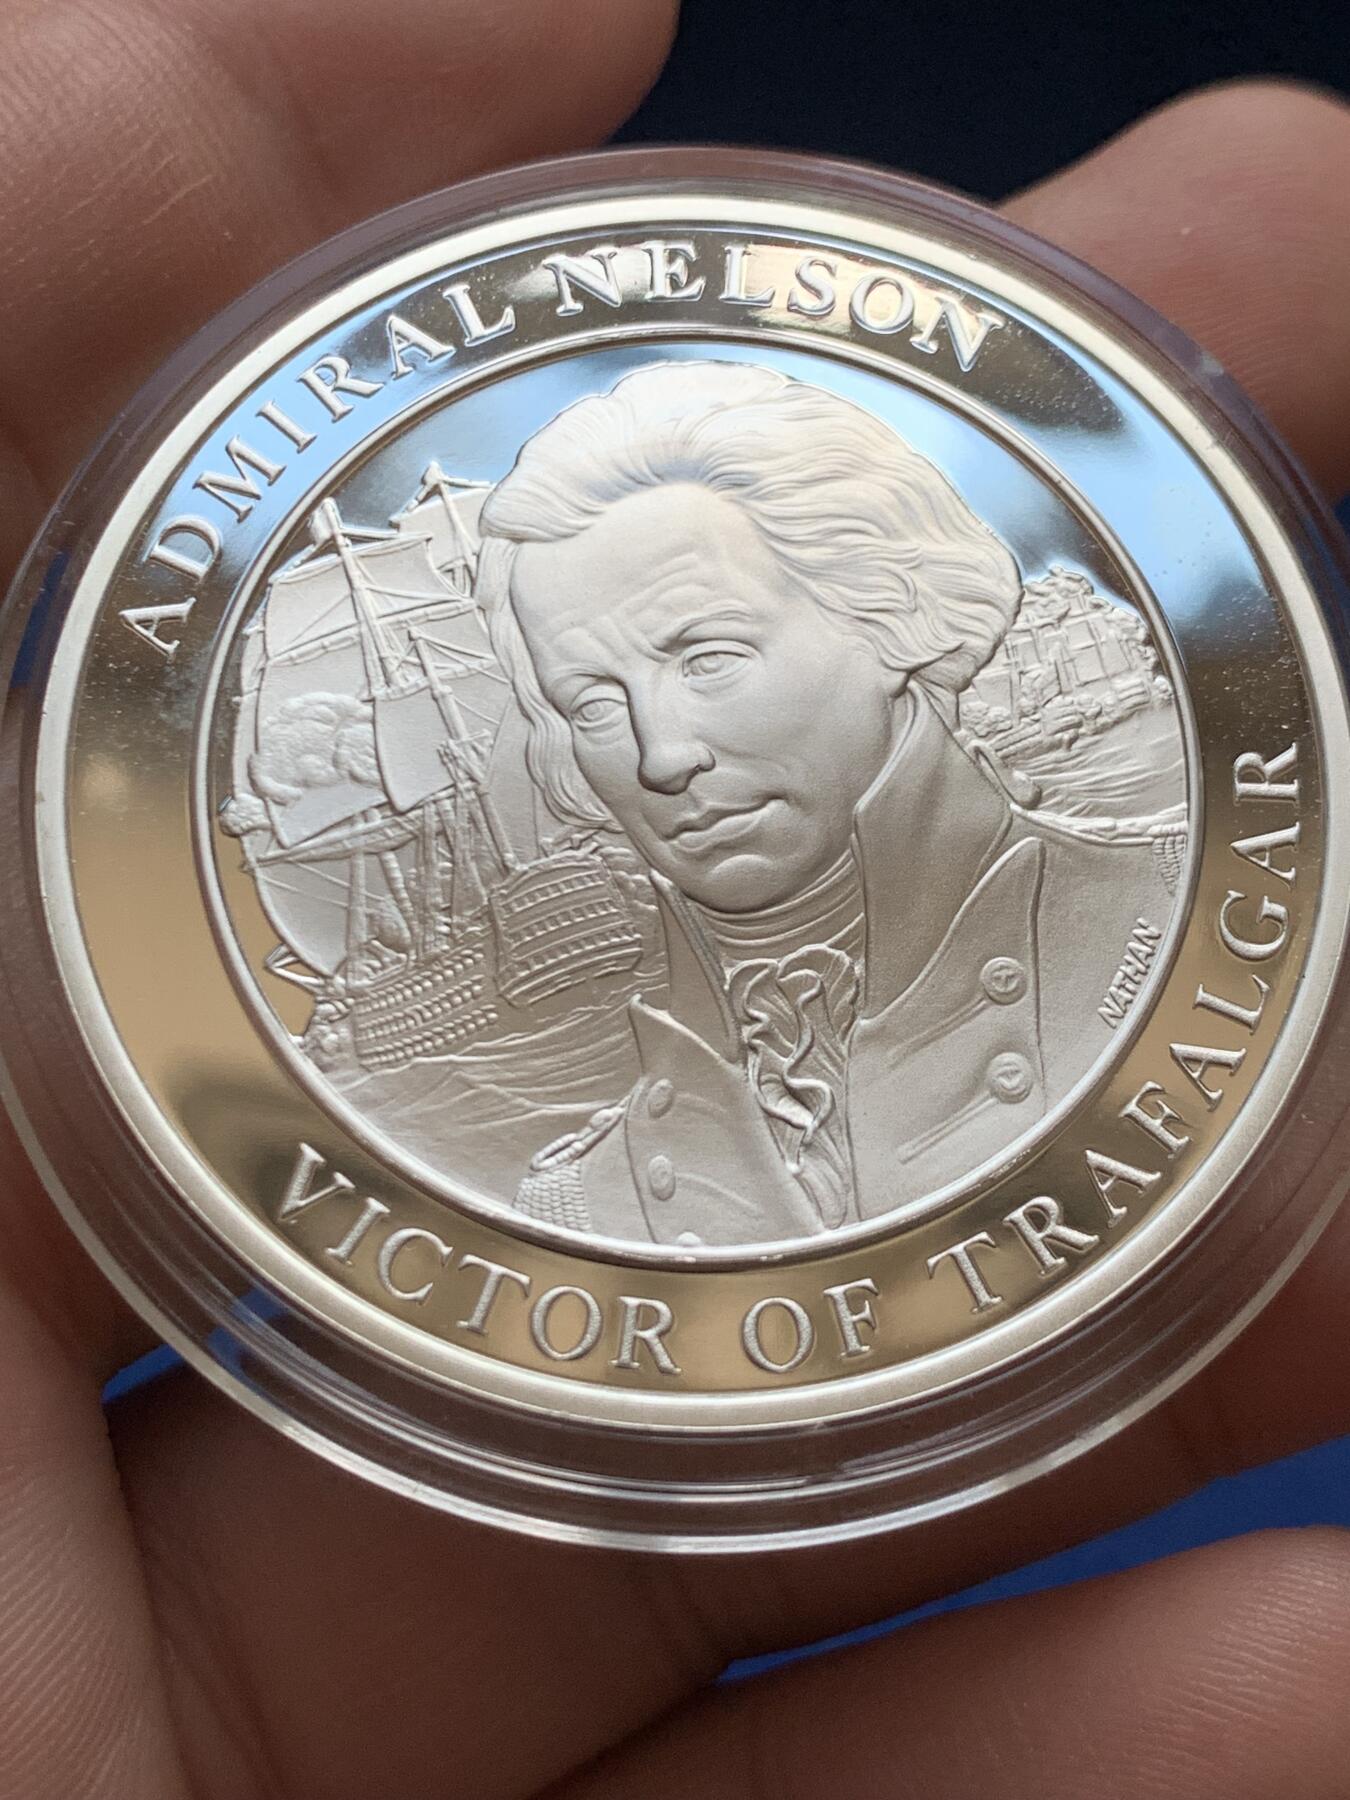 ADMIRAL NELSON
NATHAN
VICTOR OF TRAFALGAR